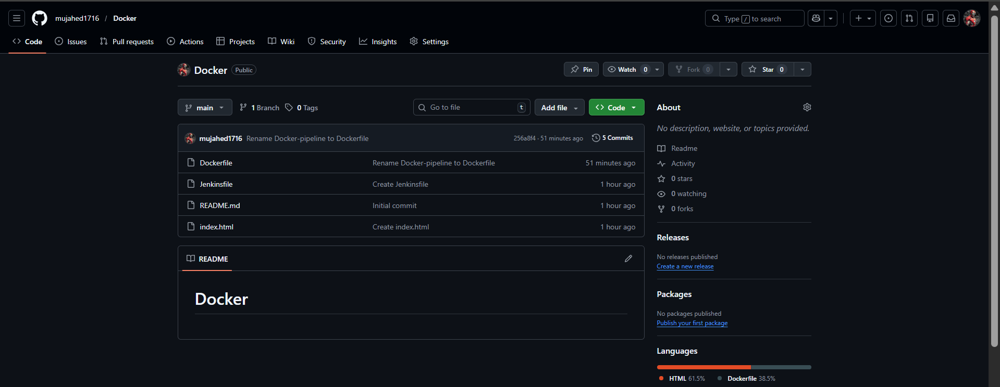 mujahed1716 / Docker
Type / to search
Code Issues Pull requests Actions Projects Wiki Security Insights Settings
Docker Public
Pin Watch 0 Fork 0 Star 0
main 1 Branch 0 Tags Go to file t Add file Code
mujahed1716 Rename Docker-pipeline to Dockerfile 256a8f4 · 51 minutes ago 5 Commits
Dockerfile Rename Docker-pipeline to Dockerfile 51 minutes ago
Jenkinsfile Create Jenkinsfile 1 hour ago
README.md Initial commit 1 hour ago
index.html Create index.html 1 hour ago
README
Docker
About
No description, website, or topics provided.
Readme
Activity
0 stars
0 watching
0 forks
Releases
No releases published
Create a new release
Packages
No packages published
Publish your first package
Languages
HTML 61.5% Dockerfile 38.5%